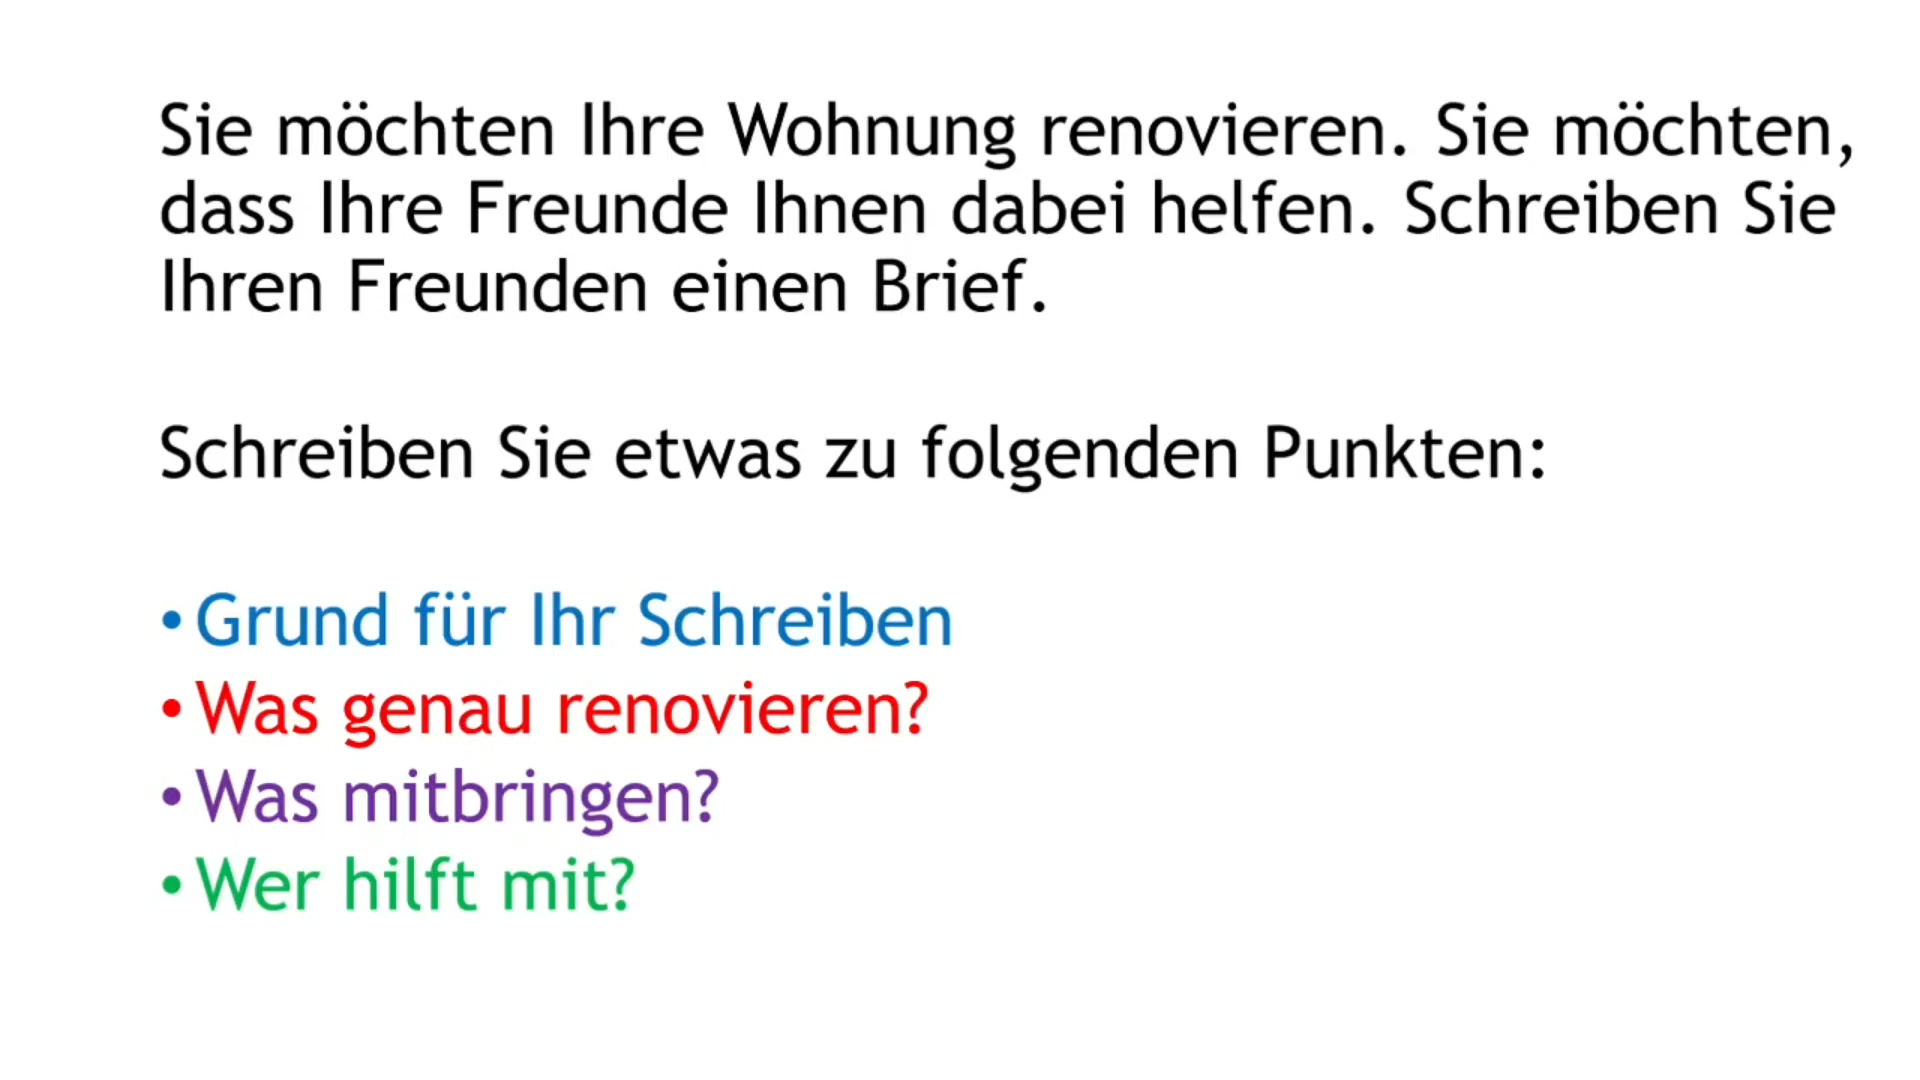 Sie möchten Ihre Wohnung renovieren. Sie möchten,
dass Ihre Freunde Ihnen dabei helfen. Schreiben Sie
Ihren Freunden einen Brief.
Schreiben Sie etwas zu folgenden Punkten:
• Grund für Ihr Schreiben
• Was genau renovieren?
• Was mitbringen?
• Wer hilft mit?